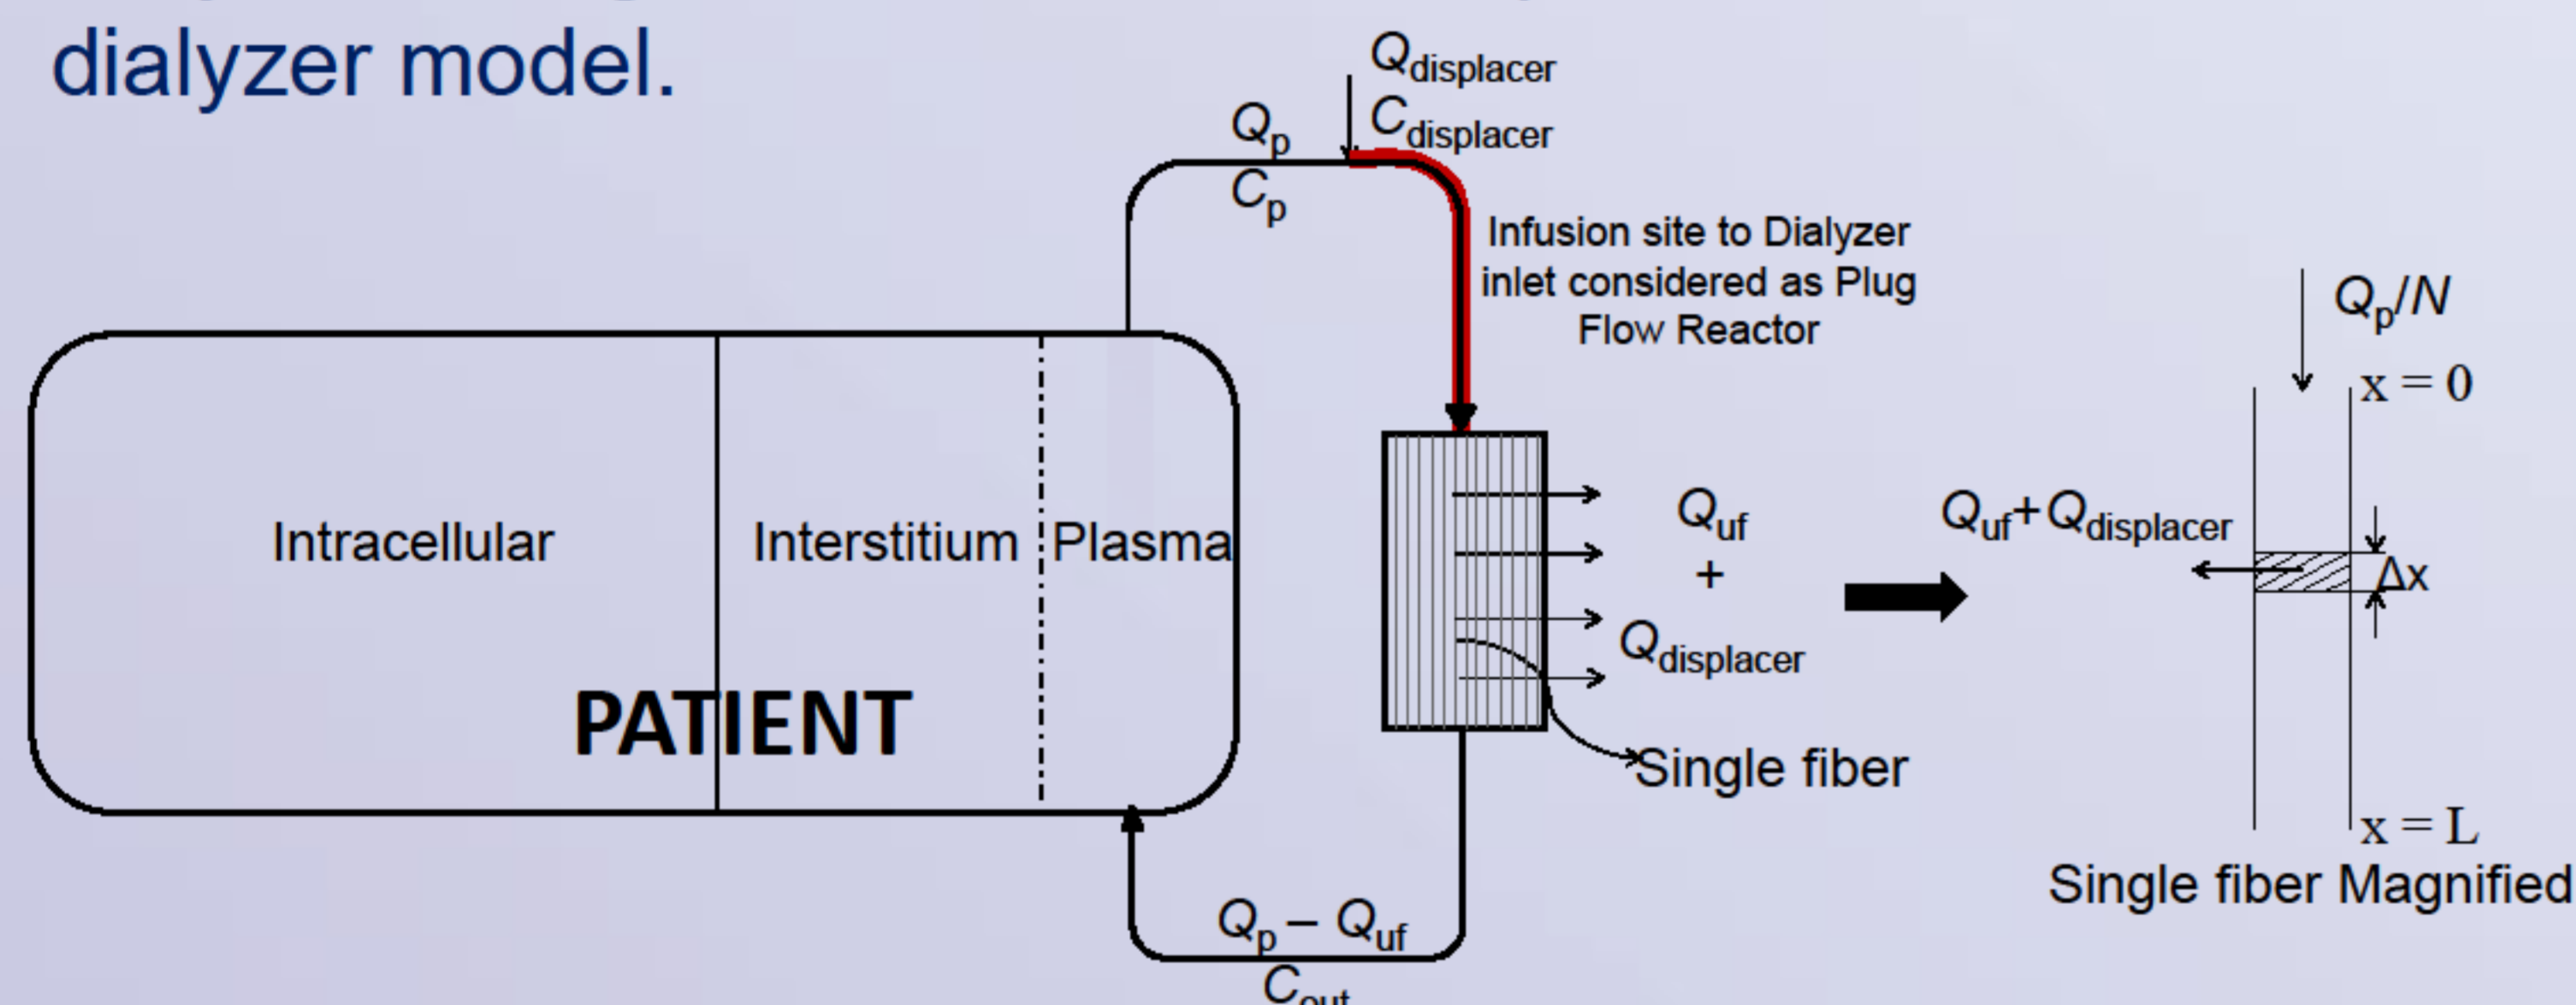 dialyzer model.
Qdisplacer
Cdisplacer
Qp
Cp
Infusion site to Dialyzer
inlet considered as Plug
Flow Reactor
Qp/N
x = 0
Intracellular
Interstitium
Plasma
PATIENT
Quf
+
Qdisplacer
Quf+Qdisplacer
Δx
Single fiber
x = L
Single fiber Magnified
Qp – Quf
Cout